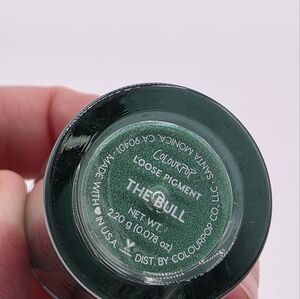 COLOURPOP
LOOSE PIGMENT
THE BULL
NET WT.
2.20 g (0.078 oz)
MADE WITH ♥ IN U.S.A.
DIST. BY COLOURPOP CO. LLC • SANTA MONICA, CA 90401